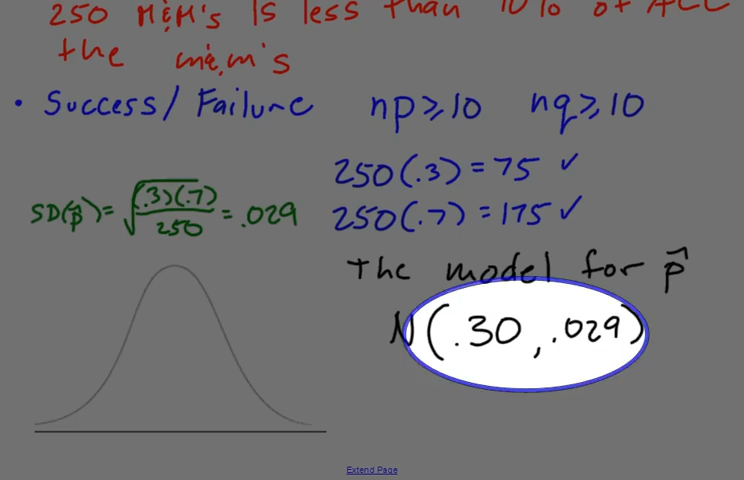 250 M&M's is less than 10% of ALL
the m&m's
• Success/Failure np≥10 nq≥10
250(.3)=75 ✓
250(.7)=175 ✓
SD(p̂)=√((.3)(.7)/250)=.029
the model for p̂
N(.30,.029)
Extend Page